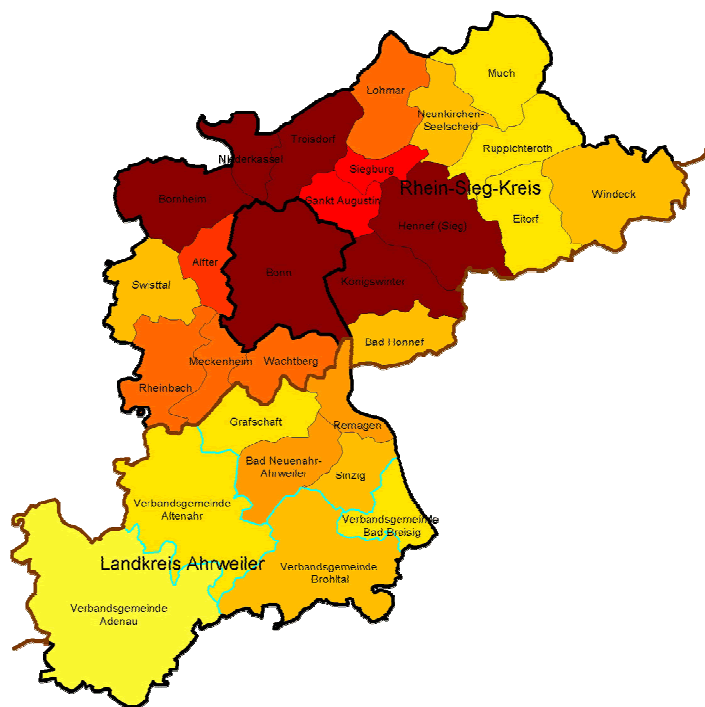 Much
Lohmar
Neunkirchen-
Seelscheid
Troisdorf
Ruppichteroth
Niederkassel
Siegburg
Rhein-Sieg-Kreis
Windeck
Bornheim
Sankt Augustin
Hennef (Sieg)
Eitorf
Alfter
Bonn
Swisttal
Königswinter
Bad Honnef
Meckenheim
Wachtberg
Rheinbach
Grafschaft
Remagen
Bad Neuenahr-
Ahrweiler
Sinzig
Verbandsgemeinde
Altenahr
Verbandsgemeinde
Bad Breisig
Landkreis Ahrweiler
Verbandsgemeinde
Brohltal
Verbandsgemeinde
Adenau